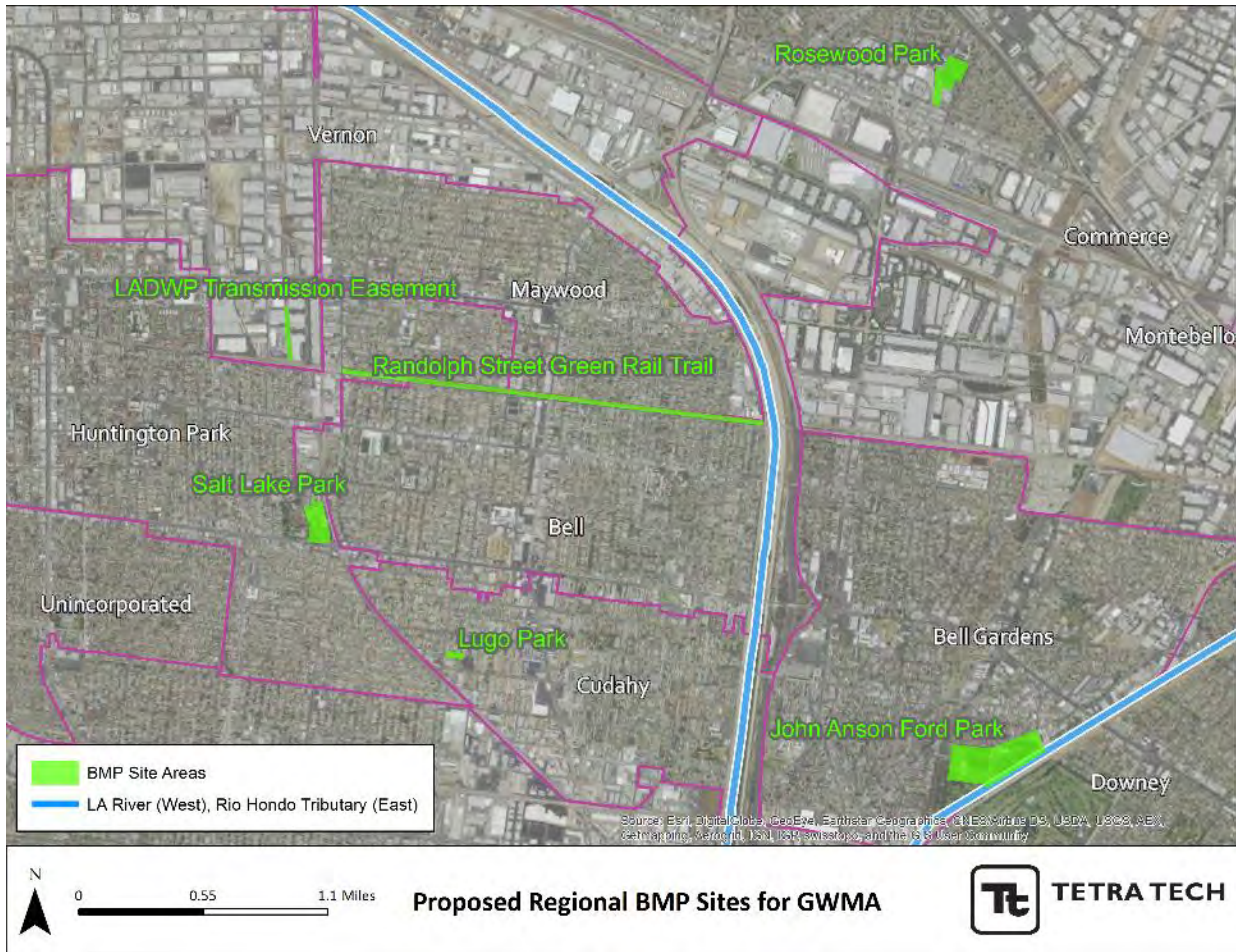 Rosewood Park
Vernon
Commerce
LADWP Transmission Easement
Maywood
Montebello
Randolph Street Green Rail Trail
Huntington Park
Salt Lake Park
Bell
Unincorporated
Lugo Park
Bell Gardens
Cudahy
John Anson Ford Park
Downey
BMP Site Areas
LA River (West), Rio Hondo Tributary (East)
Source: Esri, DigitalGlobe, GeoEye, Earthstar Geographics, CNES/Airbus DS, USDA, USGS, AEX,
Getmapping, Aerogrid, IGN, IGP, swisstopo, and the GIS User Community
N
0 0.55 1.1 Miles
Proposed Regional BMP Sites for GWMA
Tt TETRA TECH